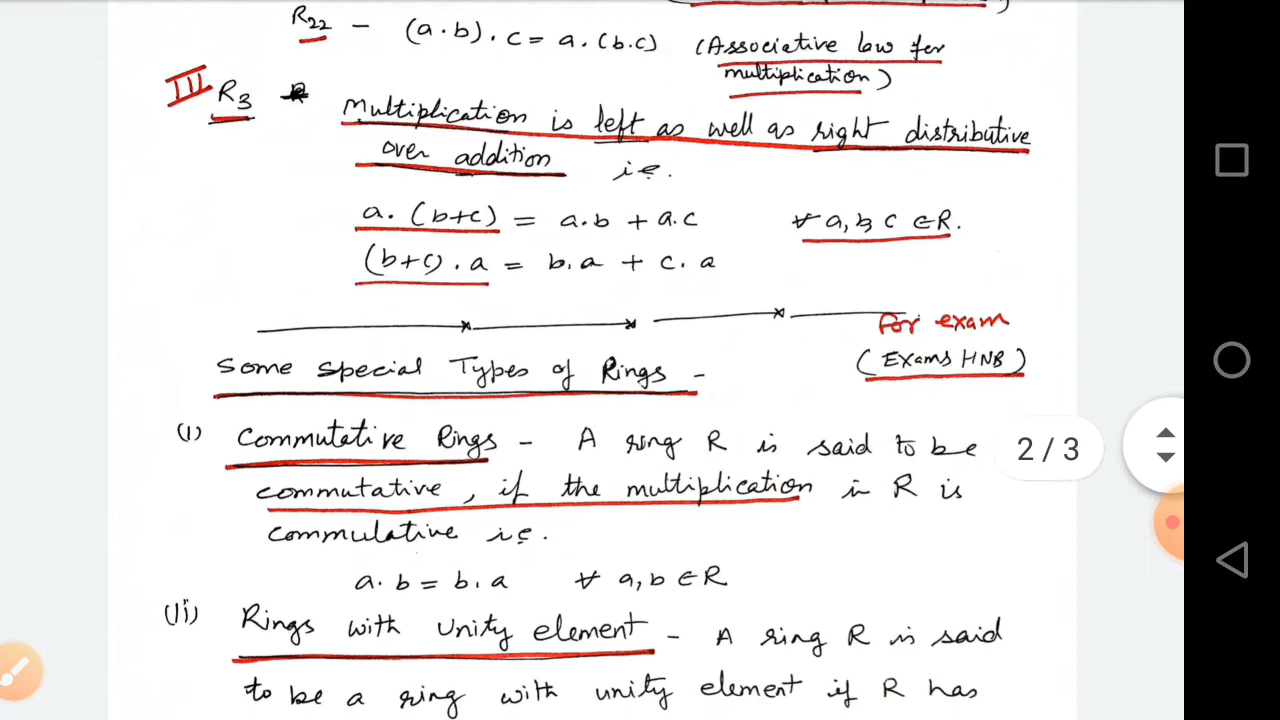 R22 - (a.b).c = a.(b.c) (Associative law for
multiplication)
III R3 Multiplication is left as well as right distributive
over addition i.e.
a.(b+c) = a.b + a.c ∀ a,b,c ∈R.
(b+c).a = b.a + c.a
For exam
(Exams HNB)
Some special Types of Rings -
(i) Commutative Rings - A ring R is said to be
commutative, if the multiplication in R is
commulative i.e.
a.b = b.a ∀ a,b ∈R
(ii) Rings with Unity element - A ring R is said
to be a ring with unity element if R has
2/3